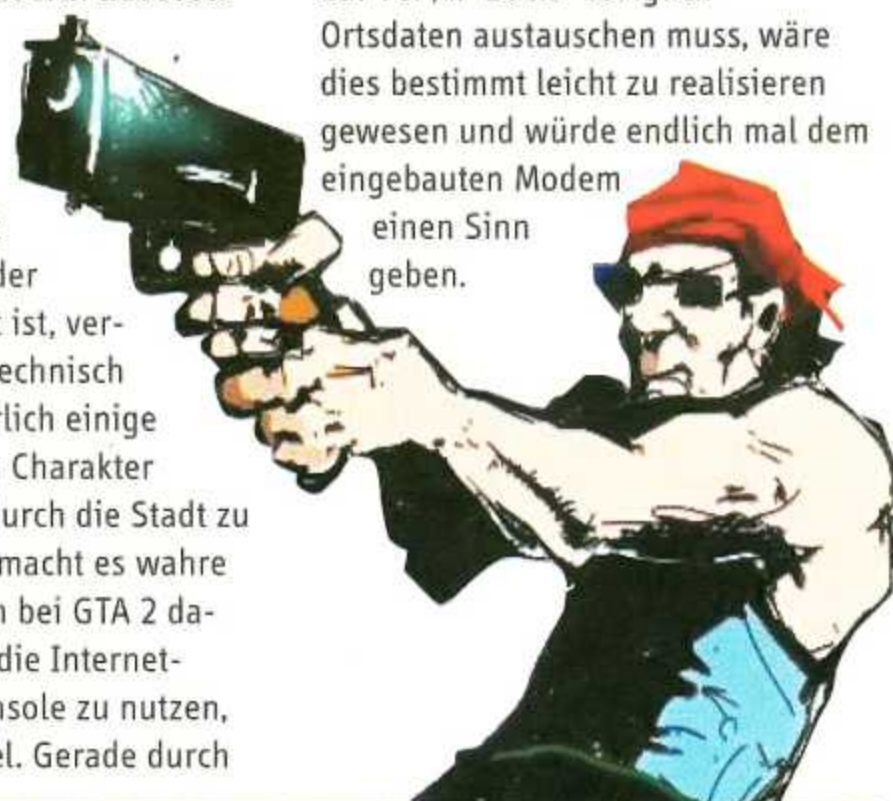 der
ist, ver-
echnisch
rlich einige
Charakter
urch die Stadt zu
macht es wahre
n bei GTA 2 da-
die Internet-
nsole zu nutzen,
el. Gerade durch
Ortsdaten austauschen muss, wäre
dies bestimmt leicht zu realisieren
gewesen und würde endlich mal dem
eingebauten Modem
einen Sinn
geben.